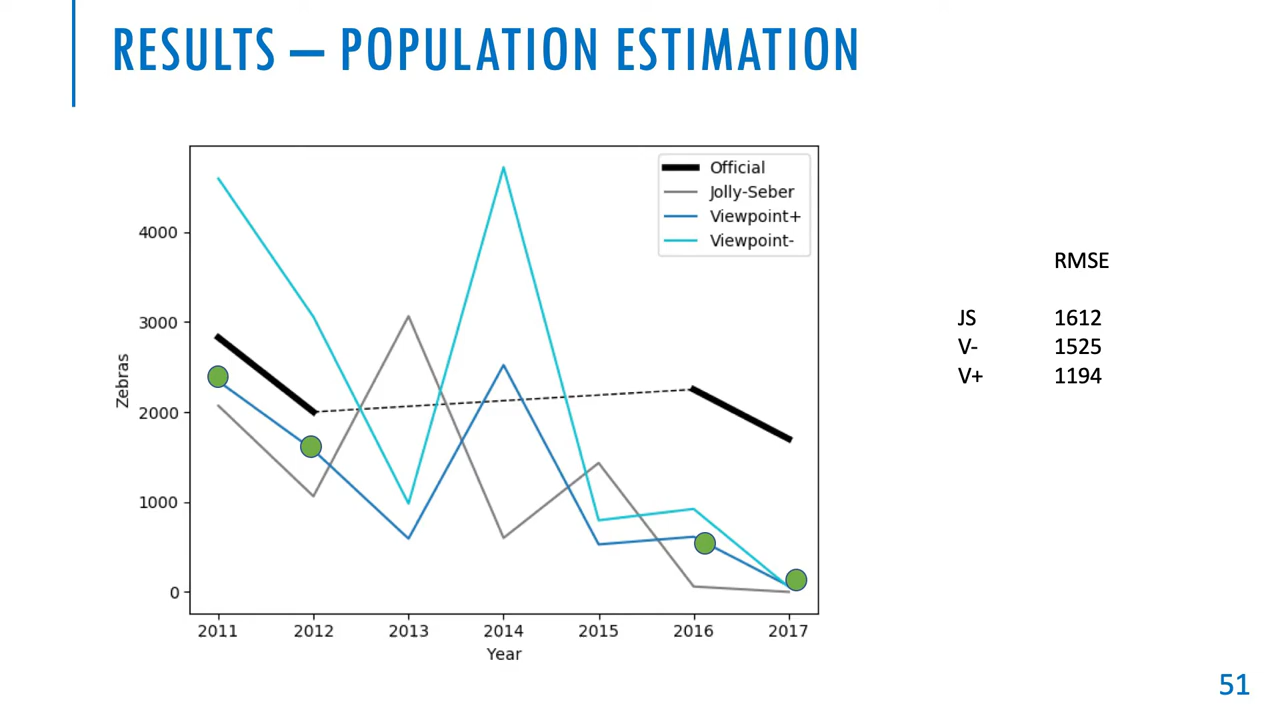 RESULTS — POPULATION ESTIMATION
Official
Jolly-Seber
Viewpoint+
Viewpoint-
4000
3000
2000
1000
0
Zebras
2011 2012 2013 2014 2015 2016 2017
Year
RMSE
JS 1612
V- 1525
V+ 1194
51